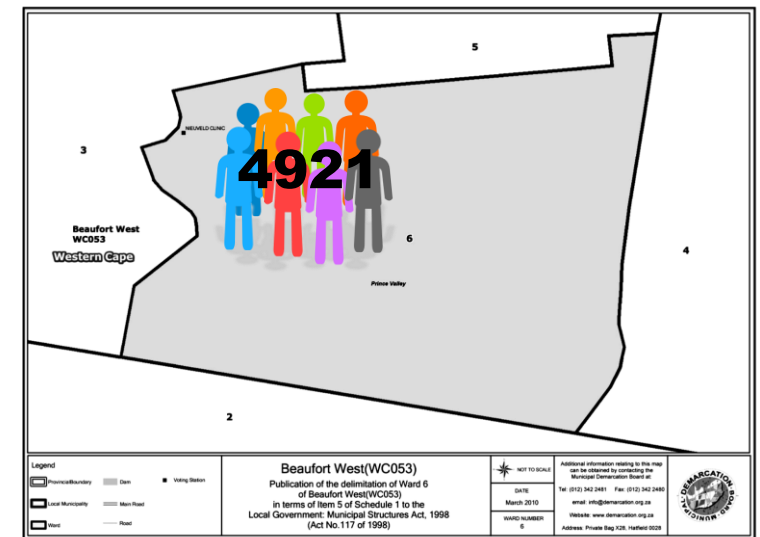 5
NIEUVELD CLINIC
3
4921
Beaufort West
WC053
6
4
Western Cape
Prince Valley
2
Legend
ProvincialBoundary
Dam
Voting Station
Local Municipality
Main Road
Ward
Road
Beaufort West(WC053)
Publication of the delimitation of Ward 6
of Beaufort West(WC053)
in terms of Item 5 of Schedule 1 to the
Local Government: Municipal Structures Act, 1998
(Act No.117 of 1998)
NOT TO SCALE
DATE
March 2010
WARD NUMBER
6
Additional information relating to this map
can be obtained by contacting the
Municipal Demarcation Board at:
Tel: (012) 342 2481 Fax: (012) 342 2480
email: info@demarcation.org.za
Website: www.demarcation.org.za
Address: Private Bag X28, Hatfield 0028
MUNICIPAL DEMARCATION BOARD